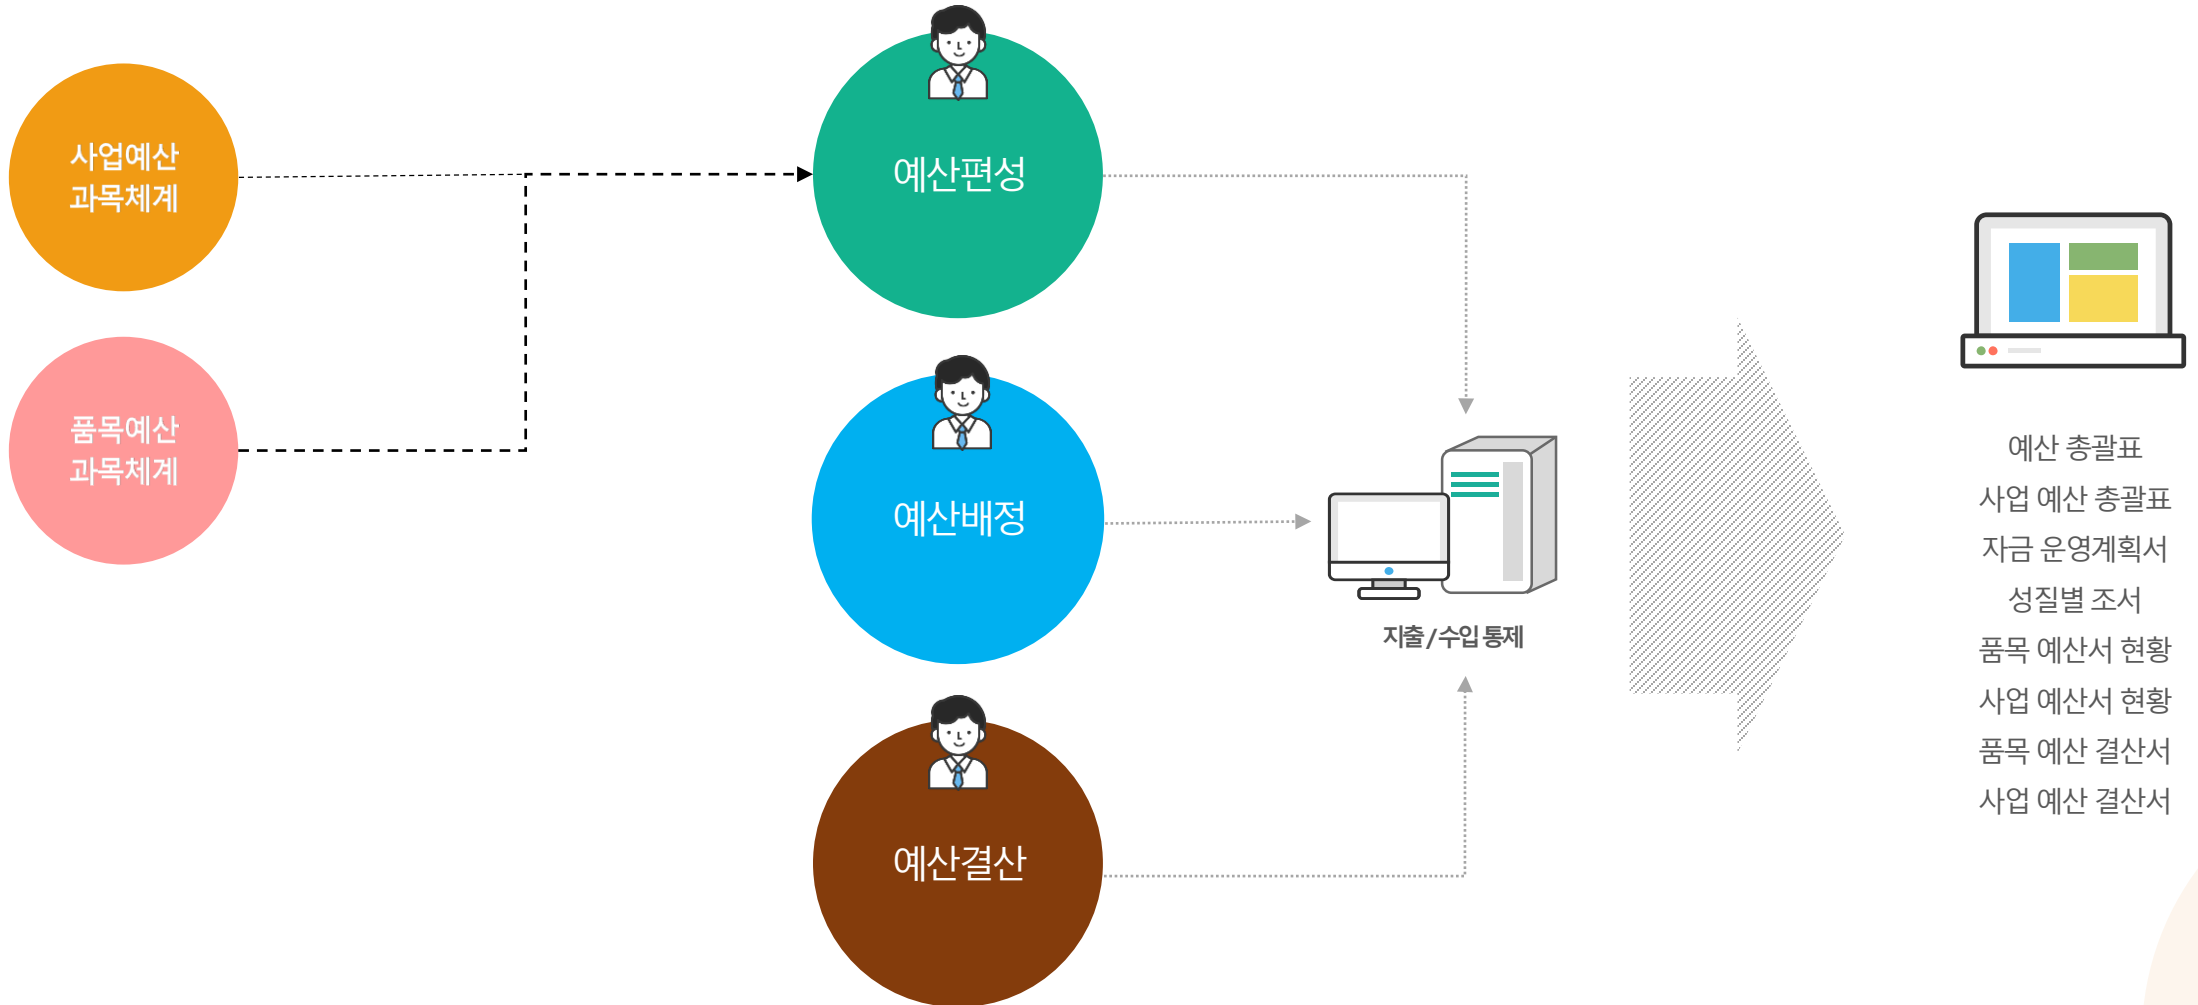 사업예산
과목체계
품목예산
과목체계
예산편성
예산배정
예산결산
지출/수입 통제
예산 총괄표
사업 예산 총괄표
자금 운영계획서
성질별 조서
품목 예산서 현황
사업 예산서 현황
품목 예산 결산서
사업 예산 결산서